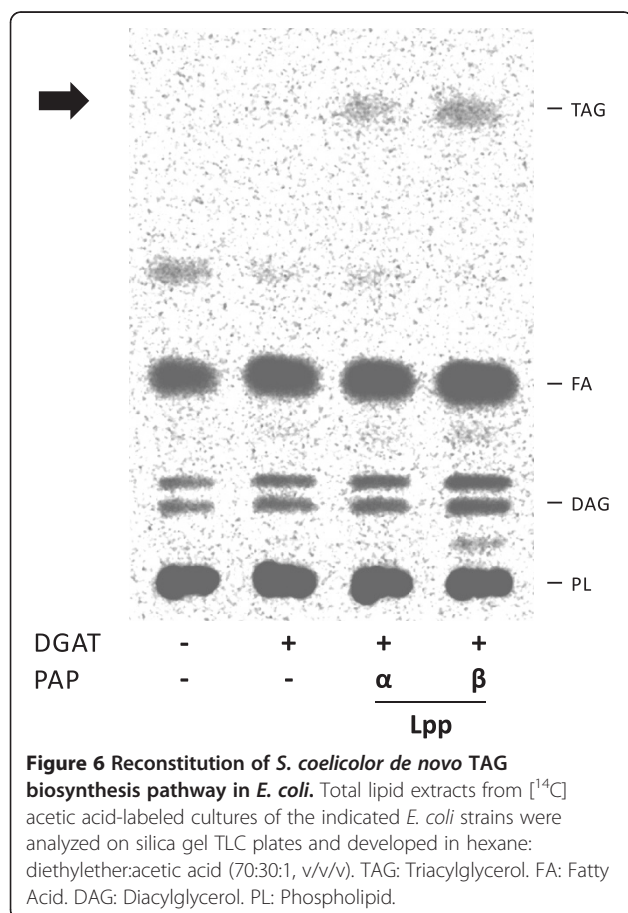 – TAG
– FA
– DAG
– PL
DGAT - + + +
PAP - - α β
Lpp
Figure 6 Reconstitution of S. coelicolor de novo TAG
biosynthesis pathway in E. coli. Total lipid extracts from [¹⁴C]
acetic acid-labeled cultures of the indicated E. coli strains were
analyzed on silica gel TLC plates and developed in hexane:
diethylether:acetic acid (70:30:1, v/v/v). TAG: Triacylglycerol. FA: Fatty
Acid. DAG: Diacylglycerol. PL: Phospholipid.